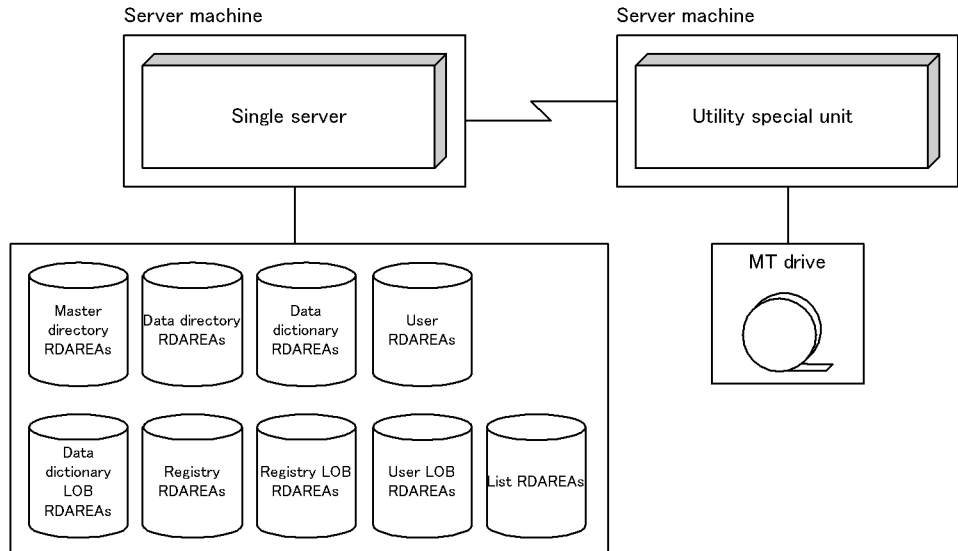 Server machine
Server machine
Single server
Utility special unit
MT drive
Master
directory
RDAREAs
Data directory
RDAREAs
Data
dictionary
RDAREAs
User
RDAREAs
Data
dictionary
LOB
RDAREAs
Registry
RDAREAs
Registry LOB
RDAREAs
User LOB
RDAREAs
List RDAREAs